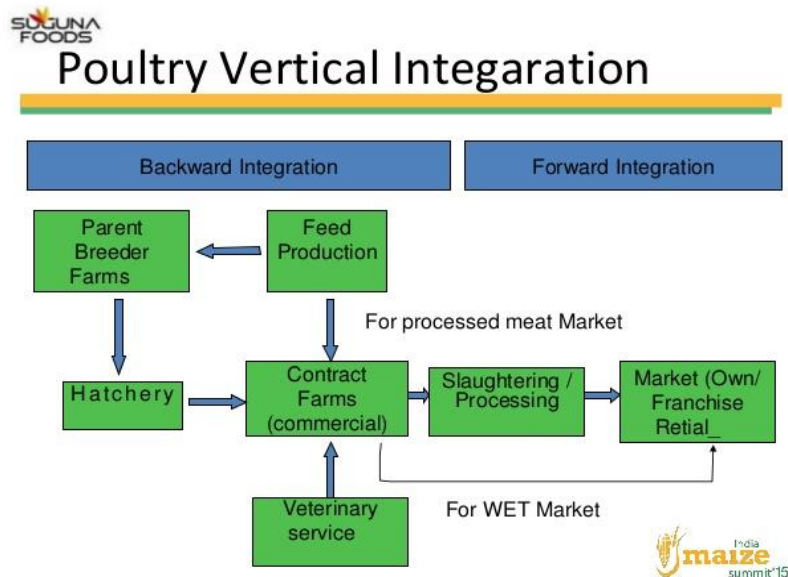 SUGUNA
FOODS
Poultry Vertical Integaration
Backward Integration
Forward Integration
Parent
Breeder
Farms
Feed
Production
For processed meat Market
Hatchery
Contract
Farms
(commercial)
Slaughtering /
Processing
Market (Own/
Franchise
Retial_
Veterinary
service
For WET Market
India
maize
summit'15